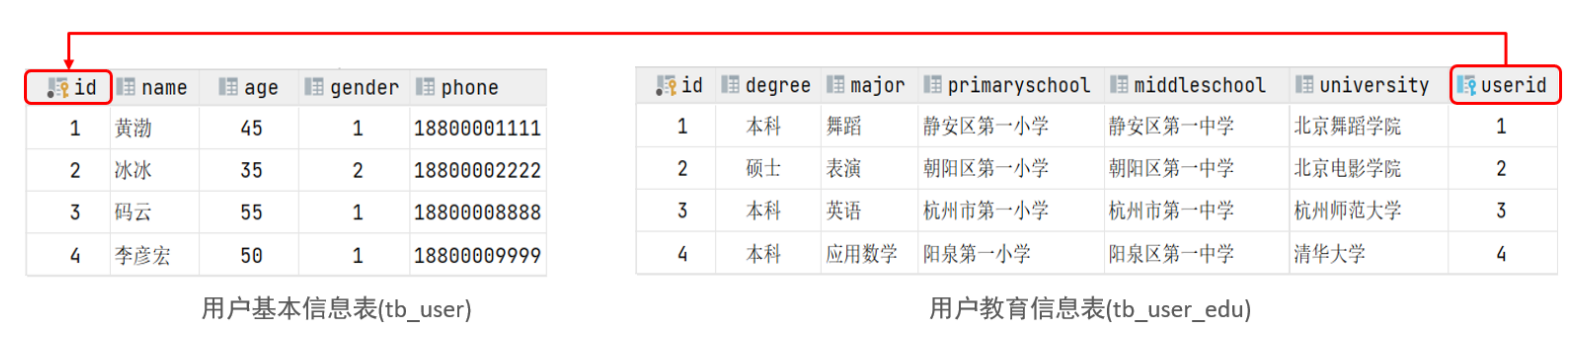 id name age gender phone
1 黄渤 45 1 18800001111
2 冰冰 35 2 18800002222
3 码云 55 1 18800008888
4 李彦宏 50 1 18800009999
用户基本信息表(tb_user)
id degree major primaryschool middleschool university userid
1 本科 舞蹈 静安区第一小学 静安区第一中学 北京舞蹈学院 1
2 硕士 表演 朝阳区第一小学 朝阳区第一中学 北京电影学院 2
3 本科 英语 杭州市第一小学 杭州市第一中学 杭州师范大学 3
4 本科 应用数学 阳泉第一小学 阳泉区第一中学 清华大学 4
用户教育信息表(tb_user_edu)